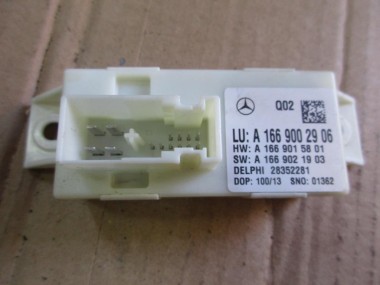 Q02
LU: A 166 900 29 06
HW: A 166 901 58 01
SW: A 166 902 19 03
DELPHI 28352281
DOP: 100/13 SNO: 01362